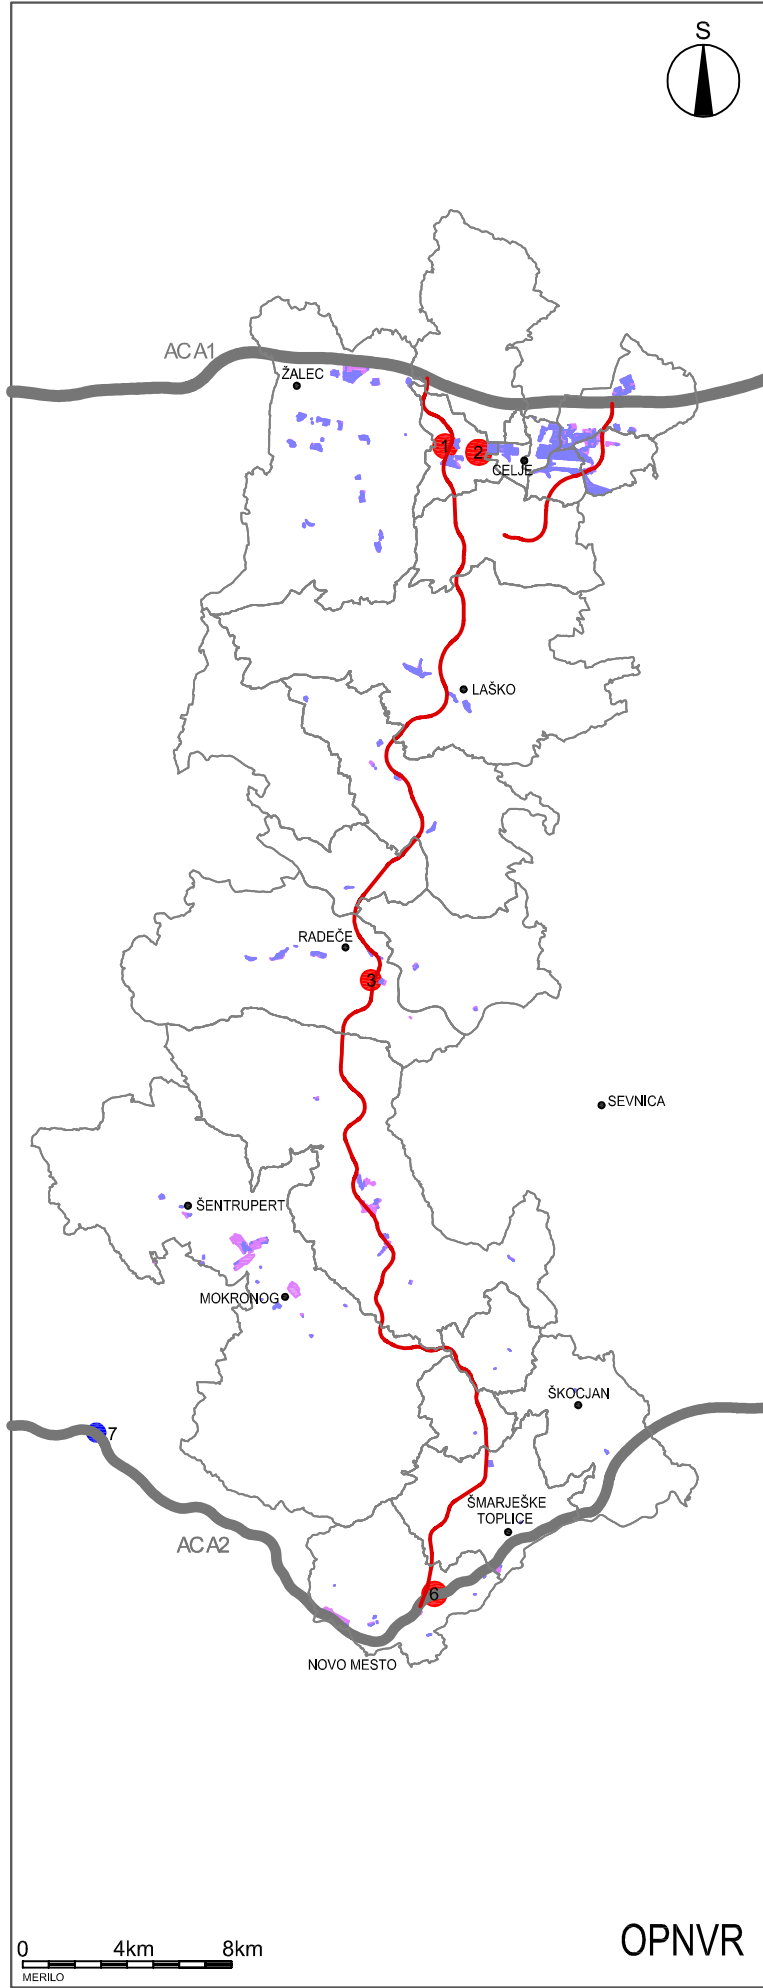 S
ACA1
ŽALEC
1
2
CELJE
LAŠKO
RADEČE
3
SEVNICA
ŠENTRUPERT
MOKRONOG
ŠKOCJAN
7
ŠMARJEŠKE
TOPLICE
ACA2
6
NOVO MESTO
OPNVR
0 4km 8km
MERILO